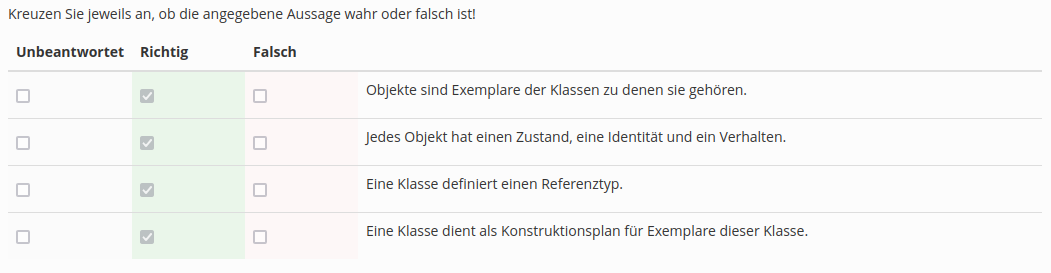 Kreuzen Sie jeweils an, ob die angegebene Aussage wahr oder falsch ist!
Unbeantwortet Richtig Falsch
Objekte sind Exemplare der Klassen zu denen sie gehören.
Jedes Objekt hat einen Zustand, eine Identität und ein Verhalten.
Eine Klasse definiert einen Referenztyp.
Eine Klasse dient als Konstruktionsplan für Exemplare dieser Klasse.